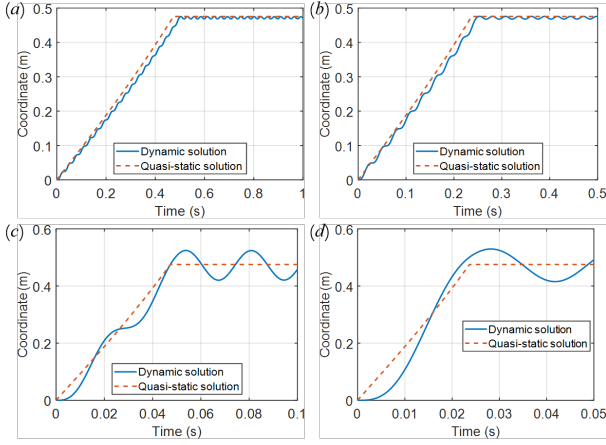 (a)
0.5
0.4
0.3
0.2
0.1
0
Coordinate (m)
Dynamic solution
Quasi-static solution
0 0.2 0.4 0.6 0.8 1
Time (s)
(b)
0.5
0.4
0.3
0.2
0.1
0
Coordinate (m)
Dynamic solution
Quasi-static solution
0 0.1 0.2 0.3 0.4 0.5
Time (s)
(c)
0.6
0.4
0.2
0
Coordinate (m)
Dynamic solution
Quasi-static solution
0 0.02 0.04 0.06 0.08 0.1
Time (s)
(d)
0.6
0.4
0.2
0
Coordinate (m)
Dynamic solution
Quasi-static solution
0 0.01 0.02 0.03 0.04 0.05
Time (s)